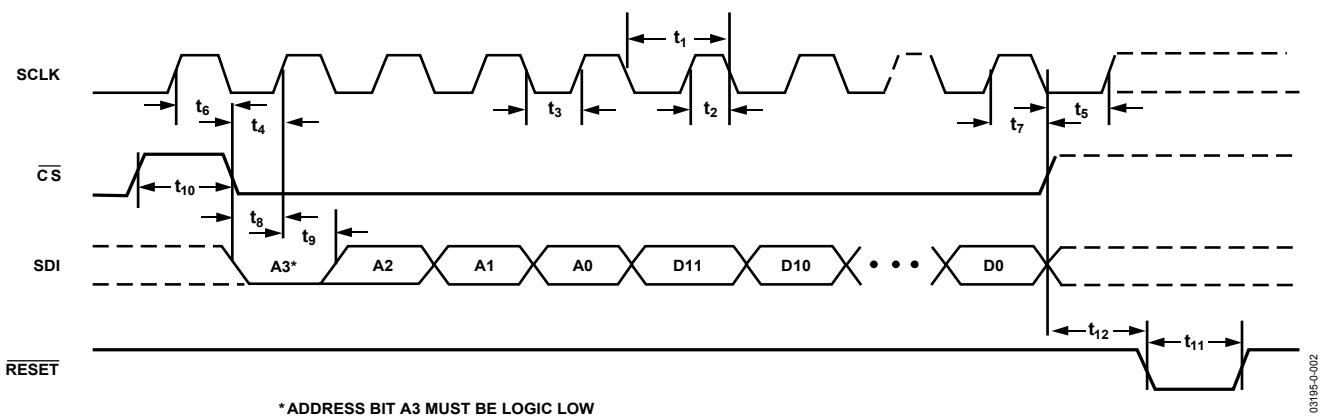 t1
SCLK
t6
t3
t2
t4
t7
t5
CS
t10
t8
t9
SDI
A3*
A2
A1
A0
D11
D10
• • •
D0
t12
t11
RESET
*ADDRESS BIT A3 MUST BE LOGIC LOW
03195-0-002